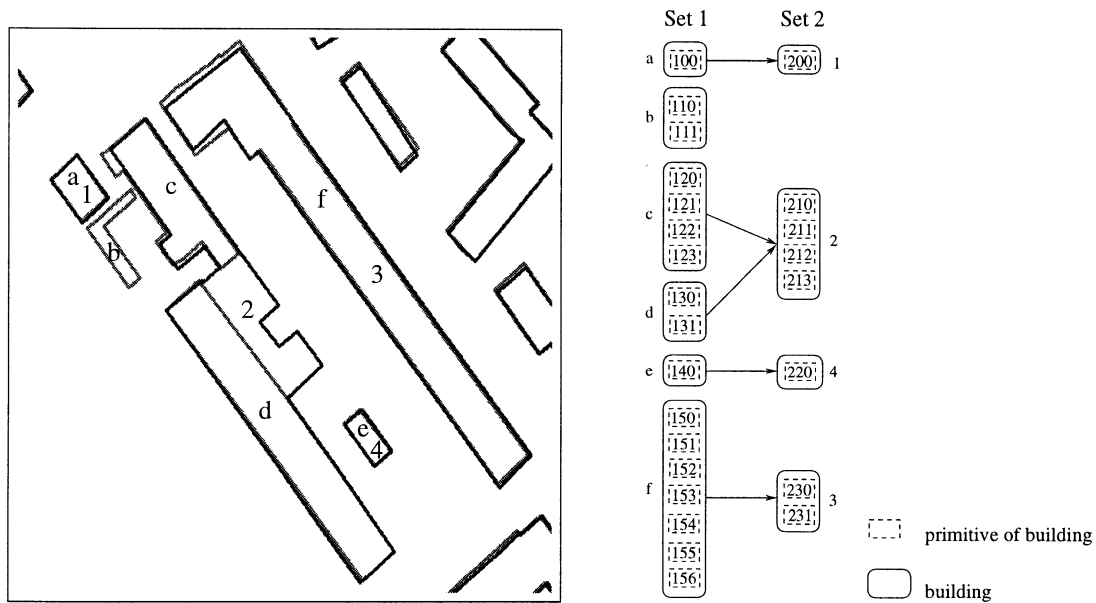 Set 1
Set 2
a
100
200
1
b
110
111
c
120
121
122
123
210
211
212
213
2
d
130
131
e
140
220
4
f
150
151
152
153
154
155
156
230
231
3
primitive of building
building
a
1
b
c
f
3
2
d
e
4